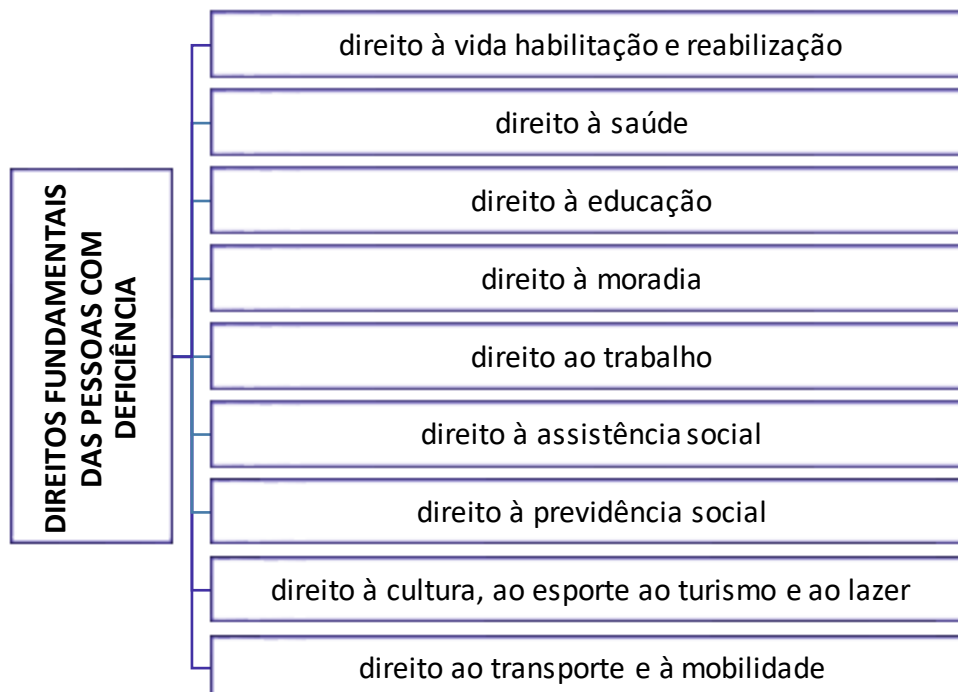 direito à vida habilitação e reabilização
direito à saúde
direito à educação
direito à moradia
direito ao trabalho
direito à assistência social
direito à previdência social
direito à cultura, ao esporte ao turismo e ao lazer
direito ao transporte e à mobilidade
DIREITOS FUNDAMENTAIS
DAS PESSOAS COM
DEFICIÊNCIA